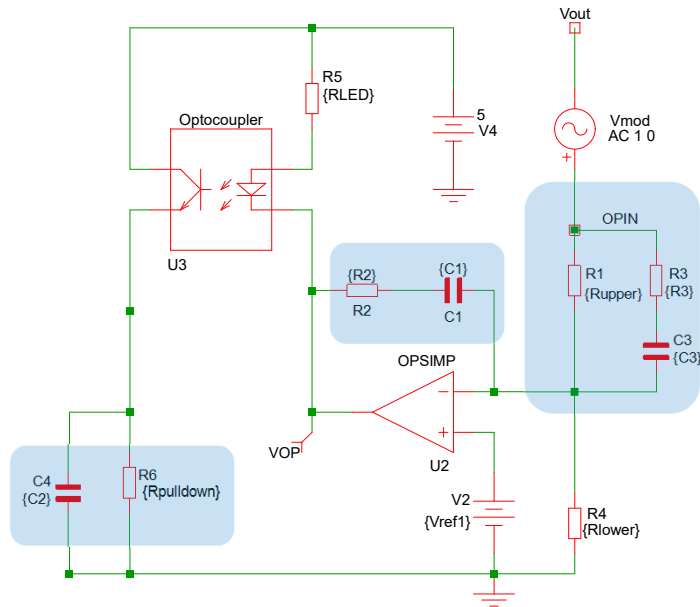 Vout
R5
{RLED}
Optocoupler
5
V4
Vmod
AC 1 0
+
OPIN
U3
{R2}
{C1}
R2
C1
R1
{Rupper}
R3
{R3}
C3
{C3}
OPSIMP
−
+
U2
VOP
C4
{C2}
R6
{Rpulldown}
V2
{Vref1}
R4
{Rlower}